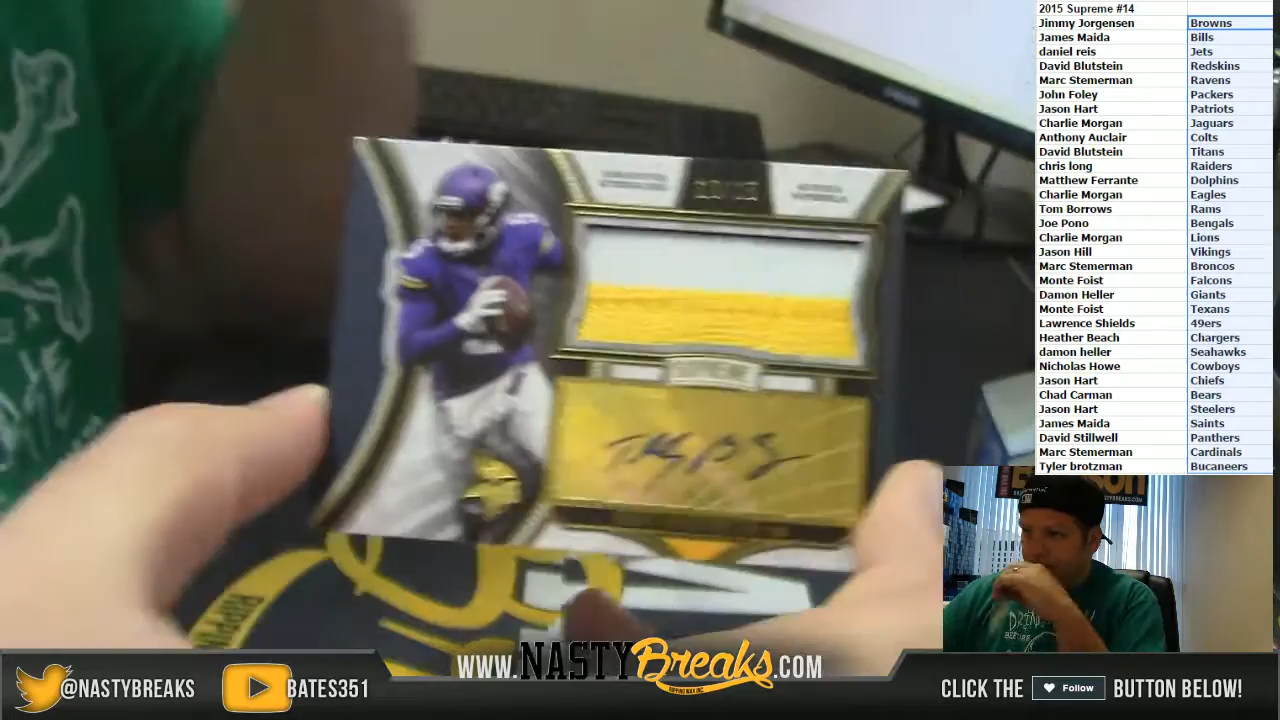 2015 Supreme #14
Jimmy Jorgensen Browns
James Maida Bills
daniel reis Jets
David Blutstein Redskins
Marc Stemerman Ravens
John Foley Packers
Jason Hart Patriots
Charlie Morgan Jaguars
Anthony Auclair Colts
David Blutstein Titans
chris long Raiders
Matthew Ferrante Dolphins
Charlie Morgan Eagles
Tom Borrows Rams
Joe Pono Bengals
Charlie Morgan Lions
Jason Hill Vikings
Marc Stemerman Broncos
Monte Foist Falcons
Damon Heller Giants
Monte Foist Texans
Lawrence Shields 49ers
Heather Beach Chargers
damon heller Seahawks
Nicholas Howe Cowboys
Jason Hart Chiefs
Chad Carman Bears
Jason Hart Steelers
James Maida Saints
David Stillwell Panthers
Marc Stemerman Cardinals
Tyler brotzman Bucaneers
@NASTYBREAKS
BATES351
WWW.NASTYBreaks.COM
RIPPING WAX INC.
CLICK THE Follow BUTTON BELOW!